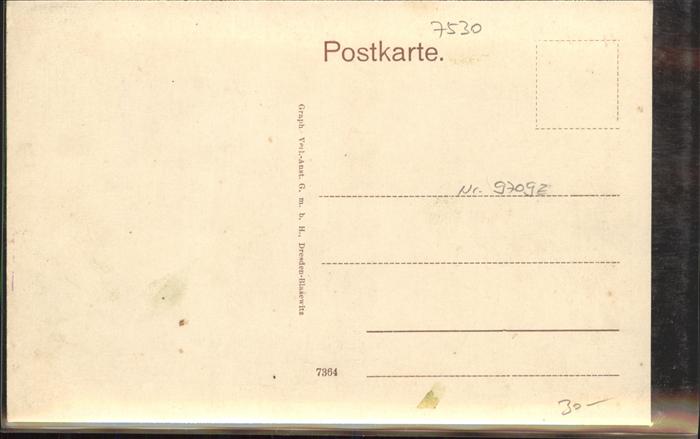 7530
Postkarte.
Graph. Verl.-Anst. G. m. b. H., Dresden-Blasewitz
Nr. 97092
7364
30-